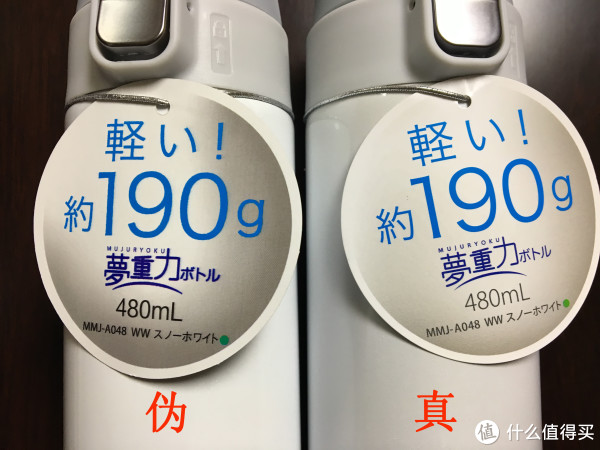 軽い!
約190g
MUJURYOKU
夢重力ボトル
480mL
MMJ-A048 WW スノーホワイト
伪
軽い!
約190g
MUJURYOKU
夢重力ボトル
480mL
MMJ-A048 WW スノーホワイト
真
值 什么值得买